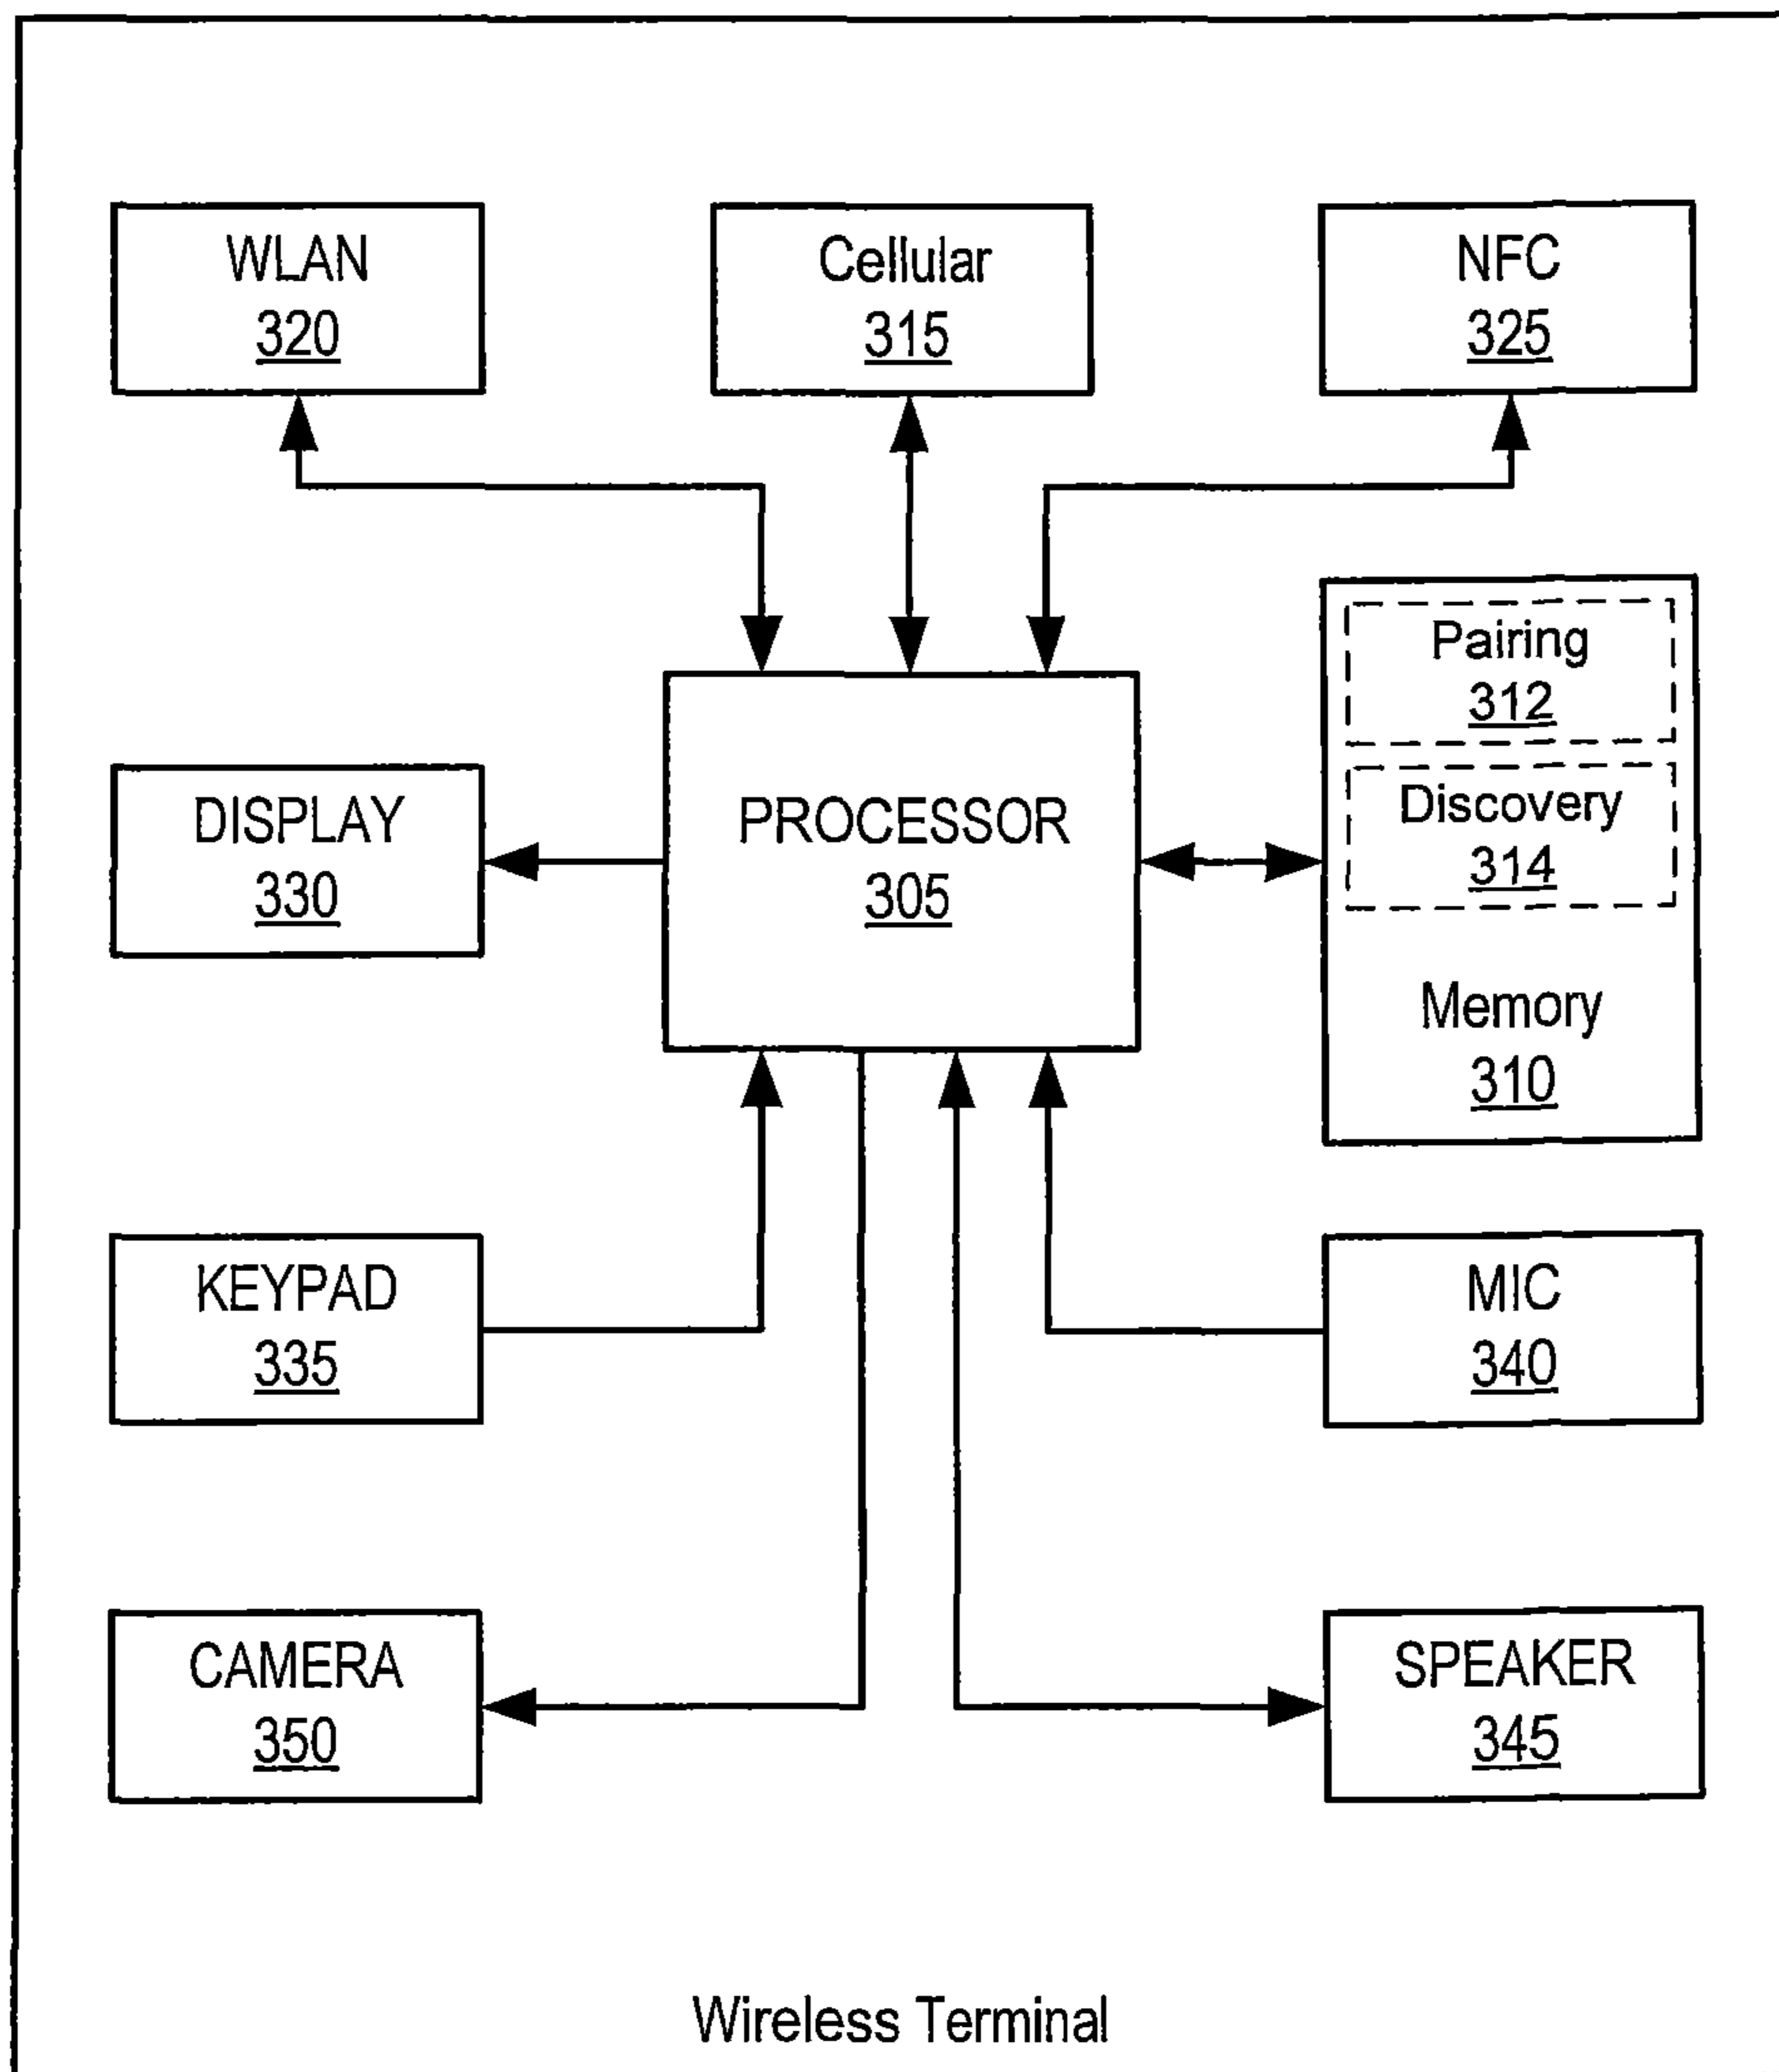 WLAN
320
Cellular
315
NFC
325
Pairing
312
Discovery
314
Memory
310
DISPLAY
330
PROCESSOR
305
KEYPAD
335
MIC
340
CAMERA
350
SPEAKER
345
Wireless Terminal